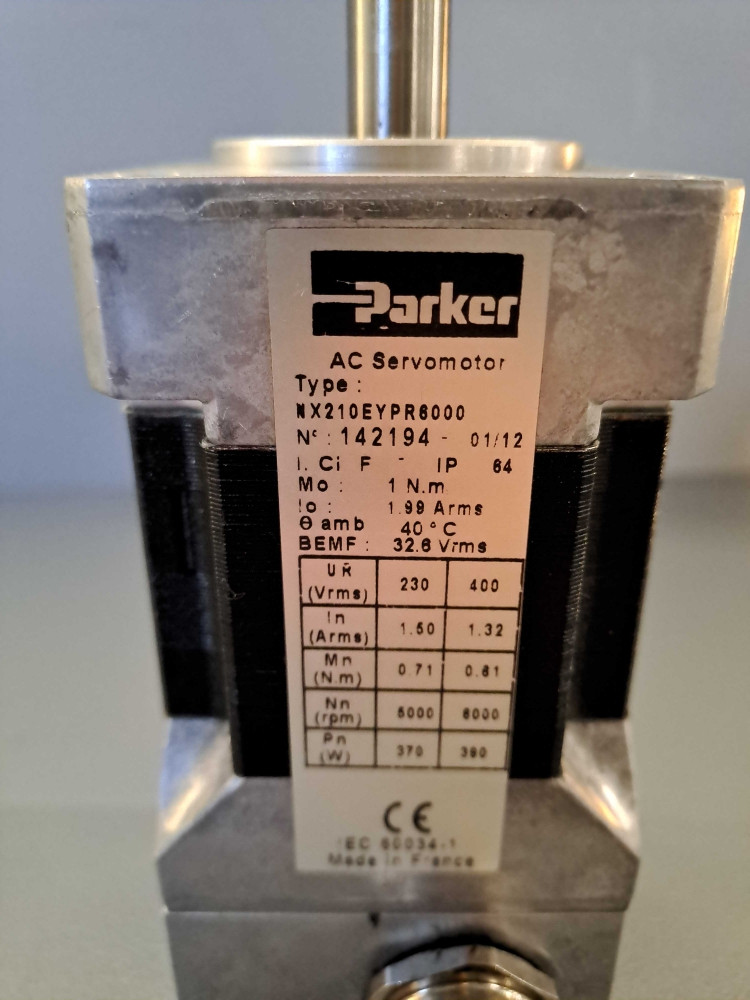 Parker
AC Servomotor
Type :
NX210EYPR6000
N° : 142194 - 01/12
I. Cl F - IP 64
Mo : 1 N.m
Io : 1.99 Arms
Θ amb 40 °C
BEMF : 32.6 Vrms
UR (Vrms) 230 400
In (Arms) 1.50 1.32
Mn (N.m) 0.71 0.61
Nn (rpm) 5000 6000
Pn (W) 370 380
CE
IEC 60034-1
Made in France